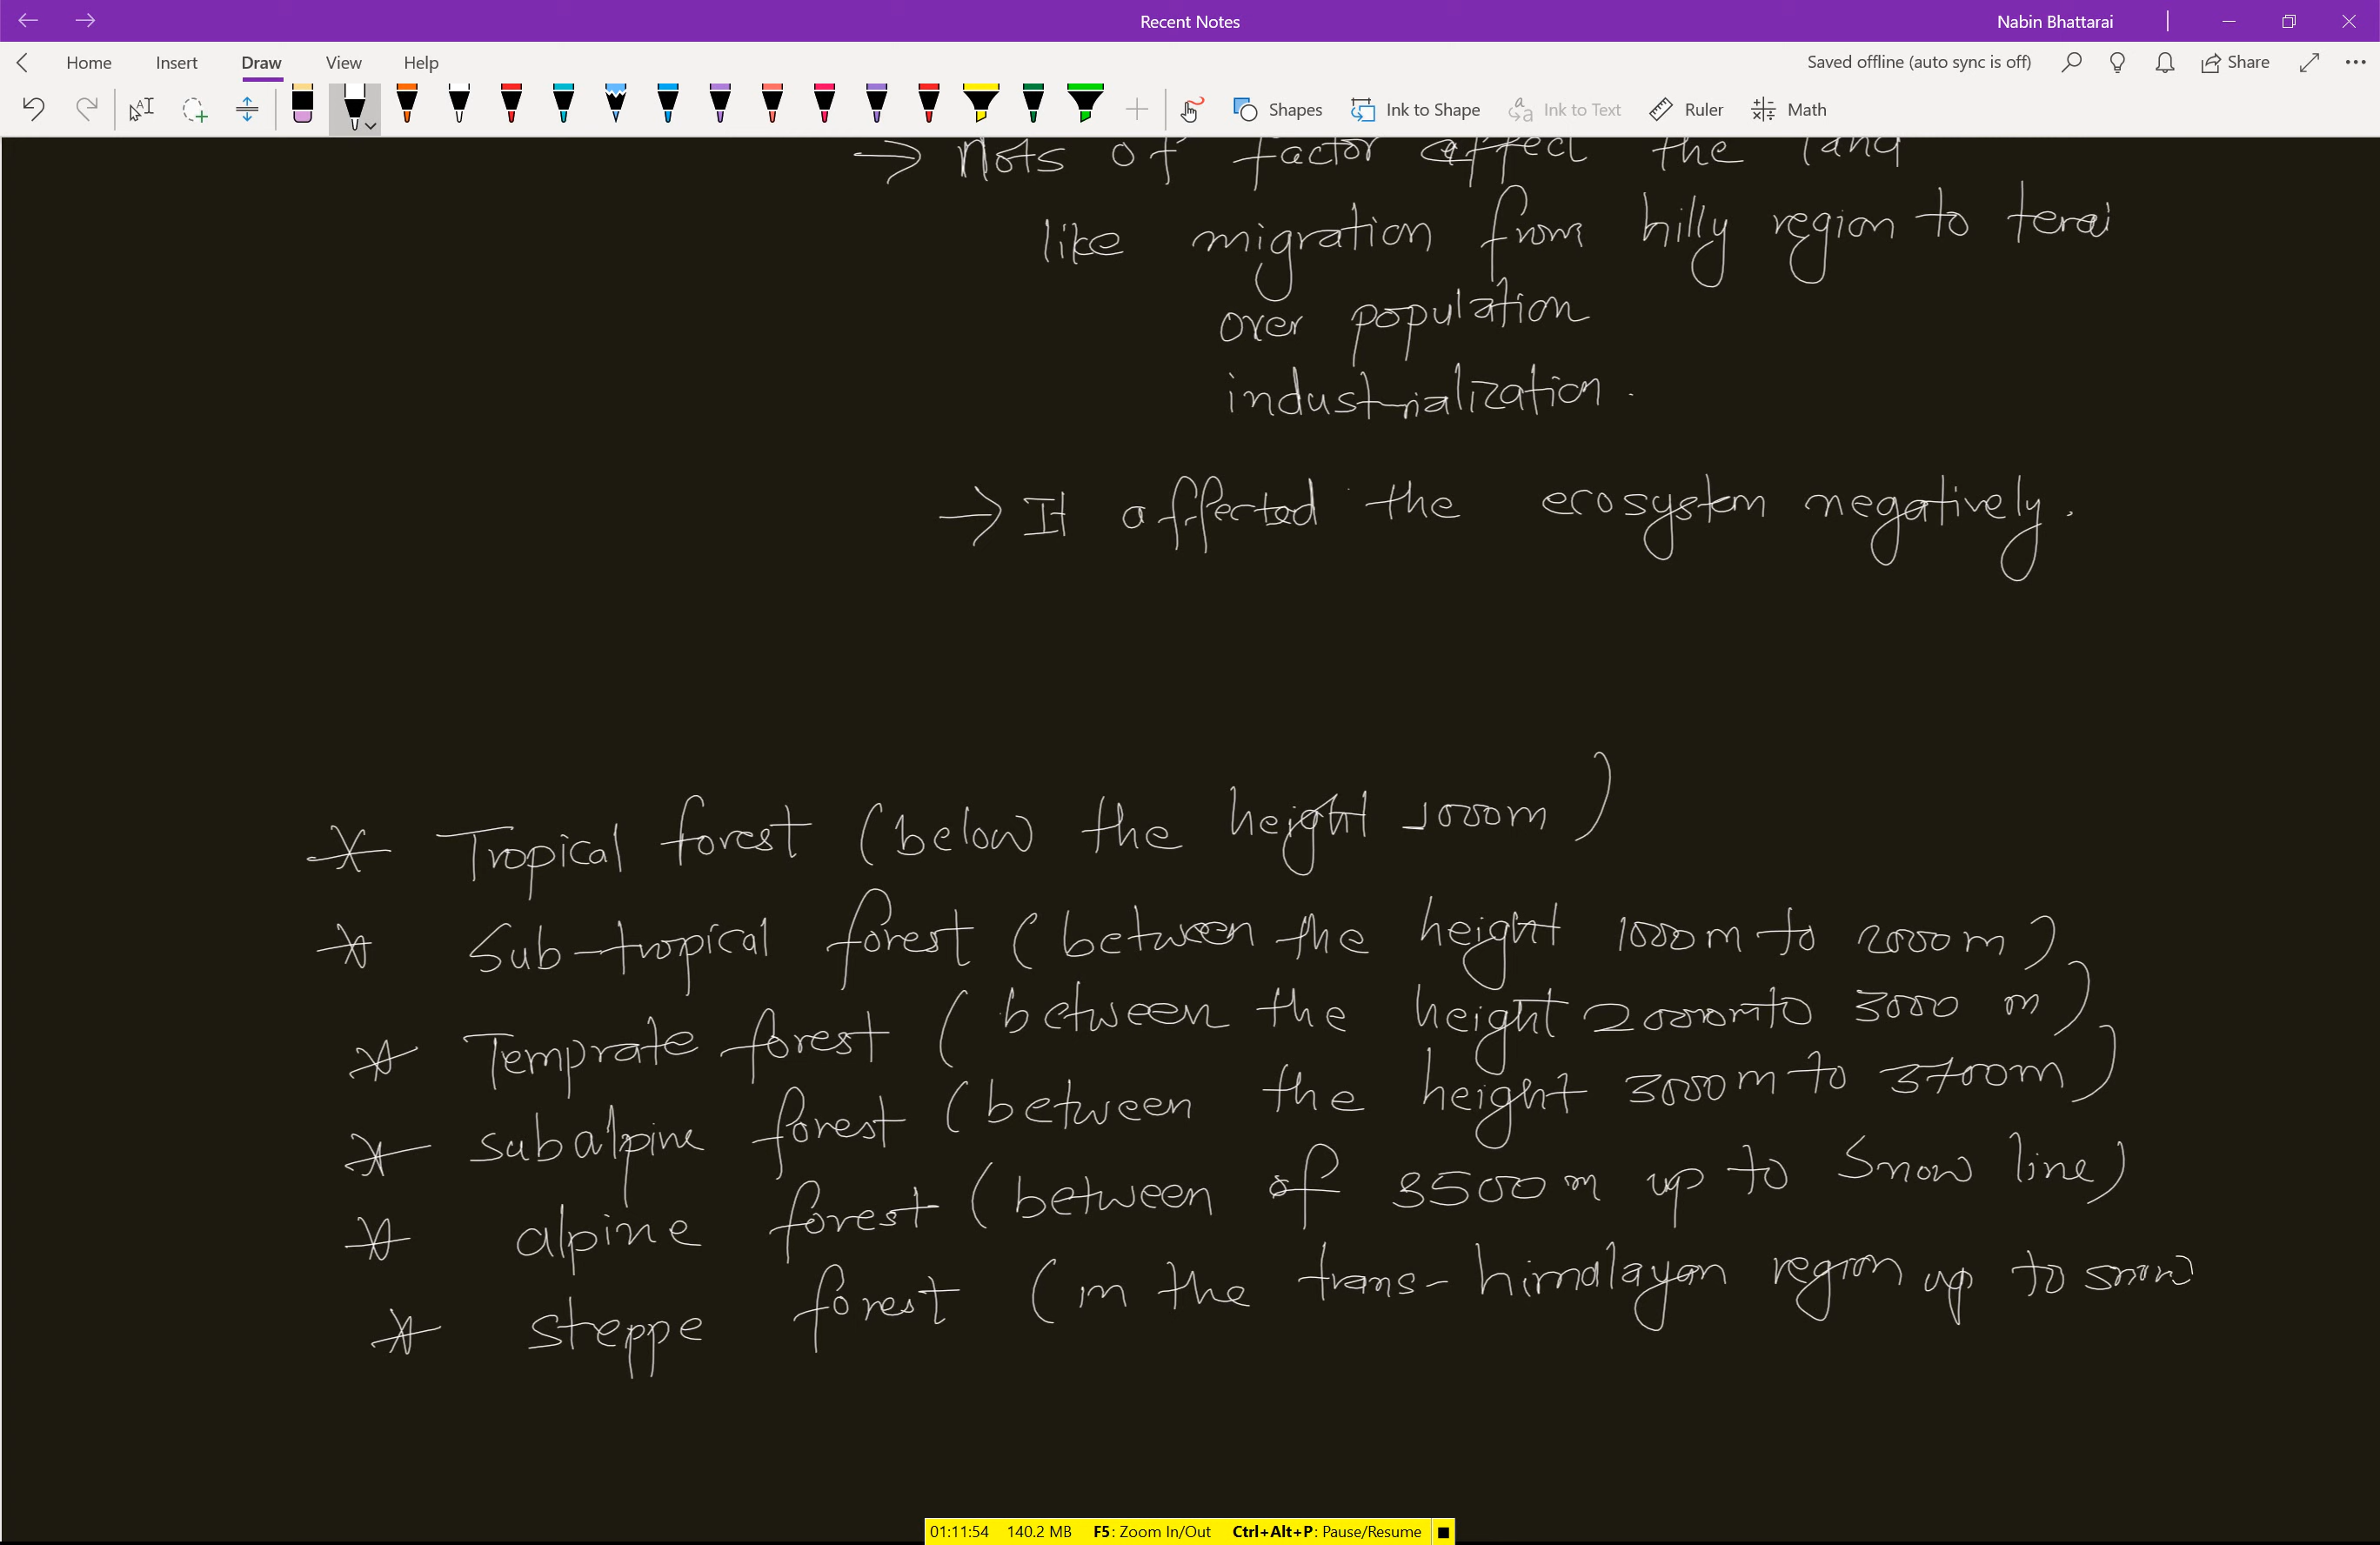 Recent Notes
Nabin Bhattarai
Home Insert Draw View Help
Saved offline (auto sync is off) Share
Shapes Ink to Shape Ink to Text Ruler Math
→ nots of factor affect the land
like migration from hilly region to terai
over population
industrialization.
→ It affected the ecosystem negatively.
* Tropical forest (below the height 1000m)
* Sub-tropical forest (between the height 1000m to 2000m)
* Temprate forest (between the height 2000m to 3000 m)
* subalpine forest (between the height 3000m to 3700m)
* alpine forest (between of 3500m up to Snow line)
* steppe forest (in the trans-himalayan region up to snow
01:11:54 140.2 MB F5: Zoom In/Out Ctrl+Alt+P: Pause/Resume